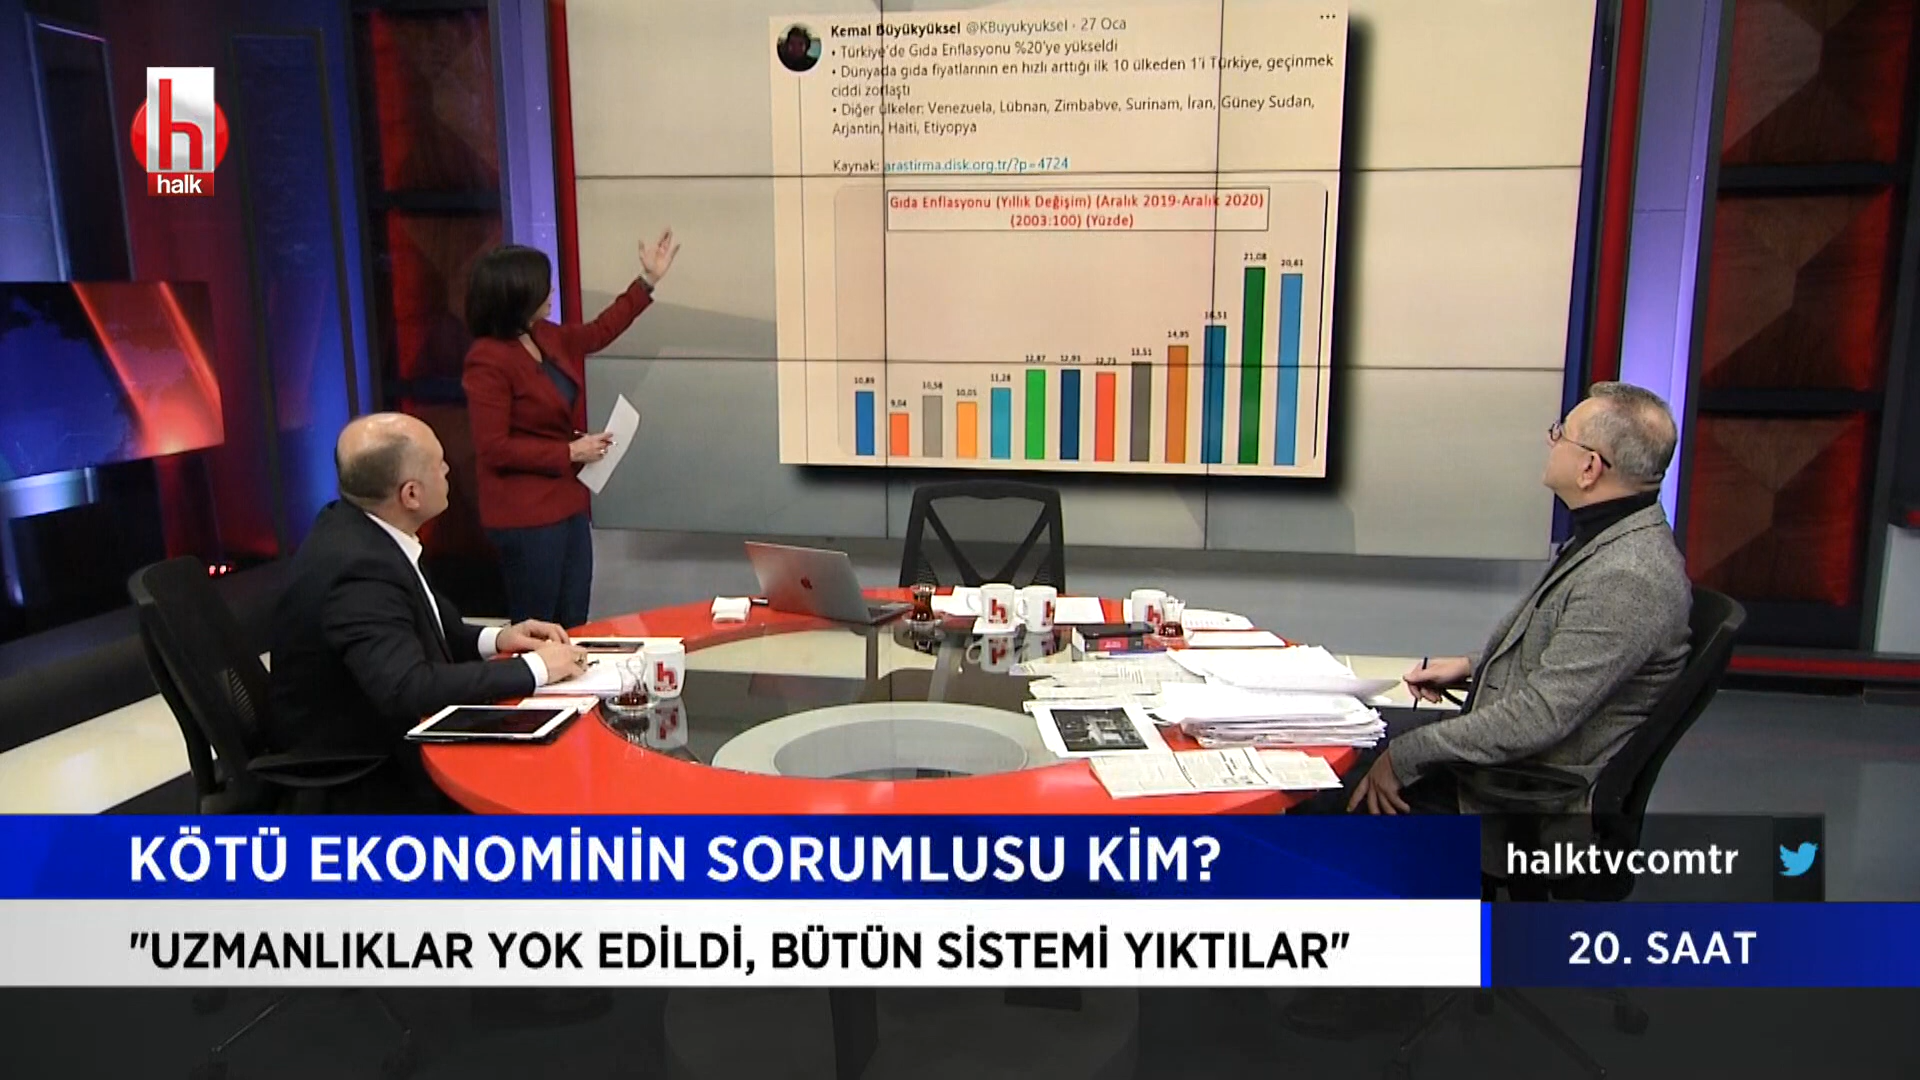 Kemal Büyükyüksel @KBuyukyuksel · 27 Oca
• Türkiye'de Gıda Enflasyonu %20'ye yükseldi
• Dünyada gıda fiyatlarının en hızlı arttığı ilk 10 ülkeden 1'i Türkiye, geçinmek
ciddi zorlaştı
• Diğer ülkeler: Venezuela, Lübnan, Zimbabve, Surinam, İran, Güney Sudan,
Arjantin, Haiti, Etiyopya
Kaynak: arastirma.disk.org.tr/?p=4724
Gıda Enflasyonu (Yıllık Değişim) (Aralık 2019-Aralık 2020)
(2003:100) (Yüzde)
10,89 9,04 10,58 10,05 11,28 12,87 12,93 12,73 13,51 14,95 16,51 21,08 20,61
h
halk
KÖTÜ EKONOMİNİN SORUMLUSU KİM?
"UZMANLIKLAR YOK EDİLDİ, BÜTÜN SİSTEMİ YIKTILAR"
halktvcomtr
20. SAAT